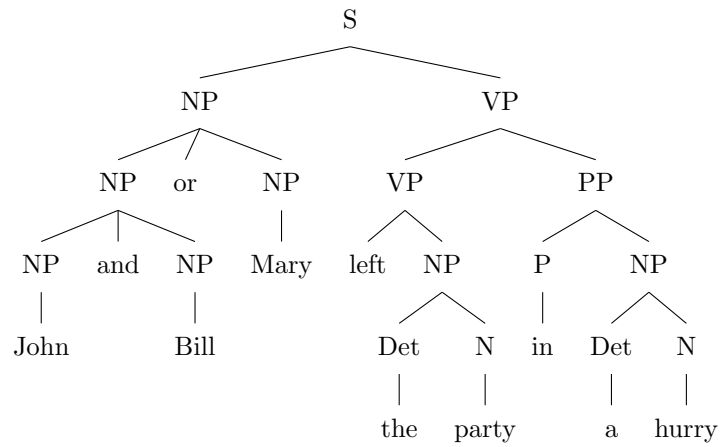 S
NP VP
NP or NP VP PP
NP and NP Mary left NP P NP
John Bill Det N in Det N
the party a hurry